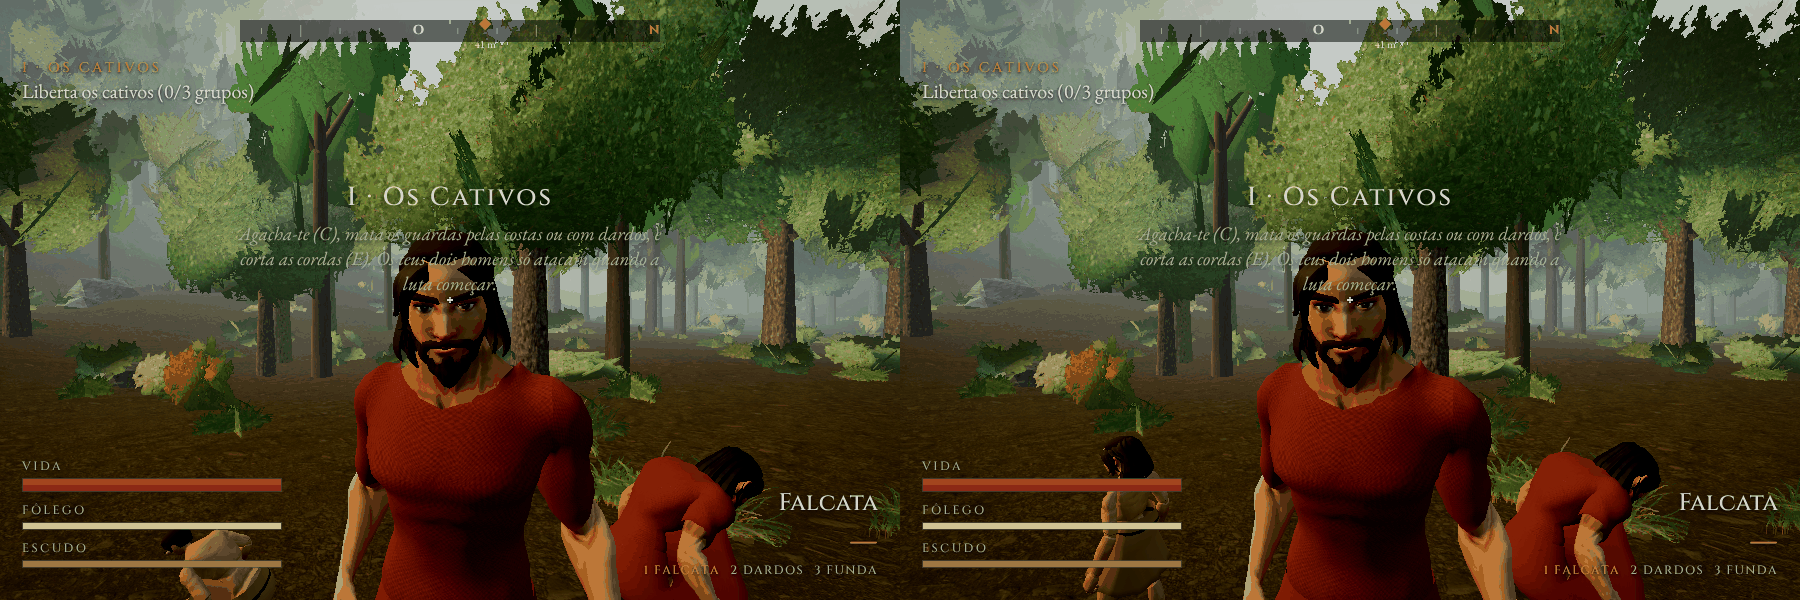 O N
41 m
I · OS CATIVOS
Liberta os cativos (0/3 grupos)
I · OS CATIVOS
Agacha-te (C), mata os guardas pelas costas ou com dardos, e
corta as cordas (E). Os teus dois homens só atacam quando a
luta começar.
VIDA
FÔLEGO
ESCUDO
FALCATA
1 FALCATA 2 DARDOS 3 FUNDA
O N
41 m
I · OS CATIVOS
Liberta os cativos (0/3 grupos)
I · OS CATIVOS
Agacha-te (C), mata os guardas pelas costas ou com dardos, e
corta as cordas (E). Os teus dois homens só atacam quando a
luta começar.
VIDA
FÔLEGO
ESCUDO
FALCATA
1 FALCATA 2 DARDOS 3 FUNDA